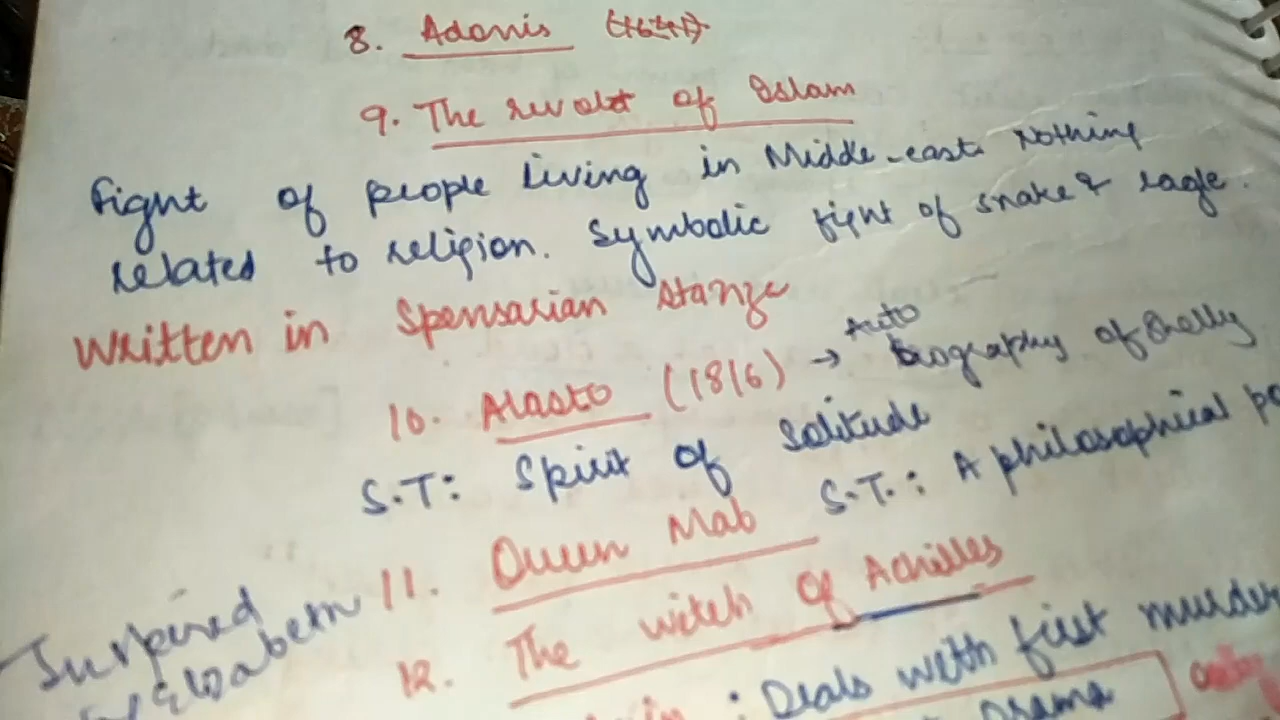 8. Adonis
9. The revolt of Islam
Fight of people Living in Middle-east. Nothing
related to religion. Symbolic fight of snake & eagle.
Written in Spensarian Stanza
10. Alasto (1816) → Auto Biography of Shelly
S.T: Spirit of Solitude
11. Queen Mab S.T.: A philosophical
12. The witch of Achilles
Inspired
Elizabeth
: Deals with first murder
Drama